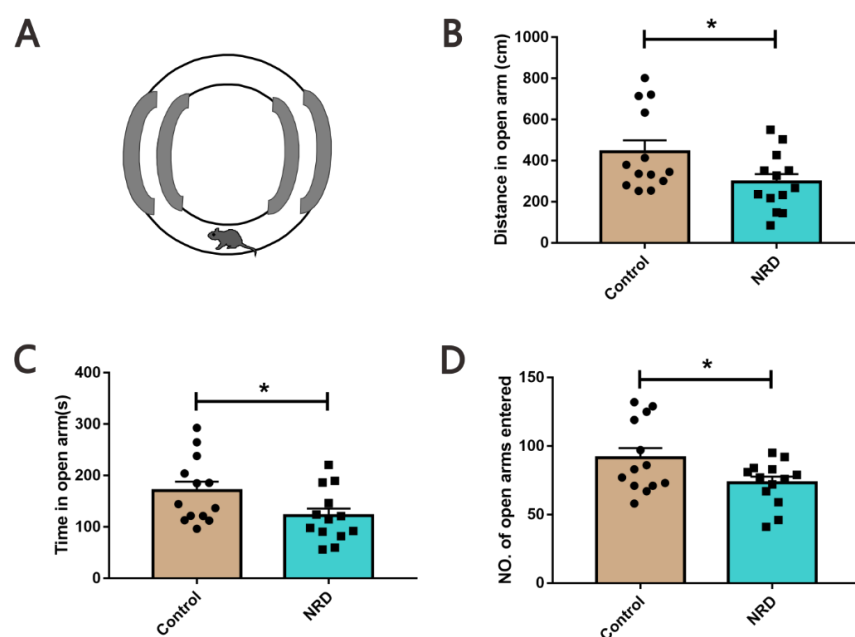 A
B
Distance in open arm (cm)
1000
800
600
400
200
0
*
Control
NRD
C
Time in open arm(s)
400
300
200
100
0
*
Control
NRD
D
NO. of open arms entered
150
100
50
0
*
Control
NRD